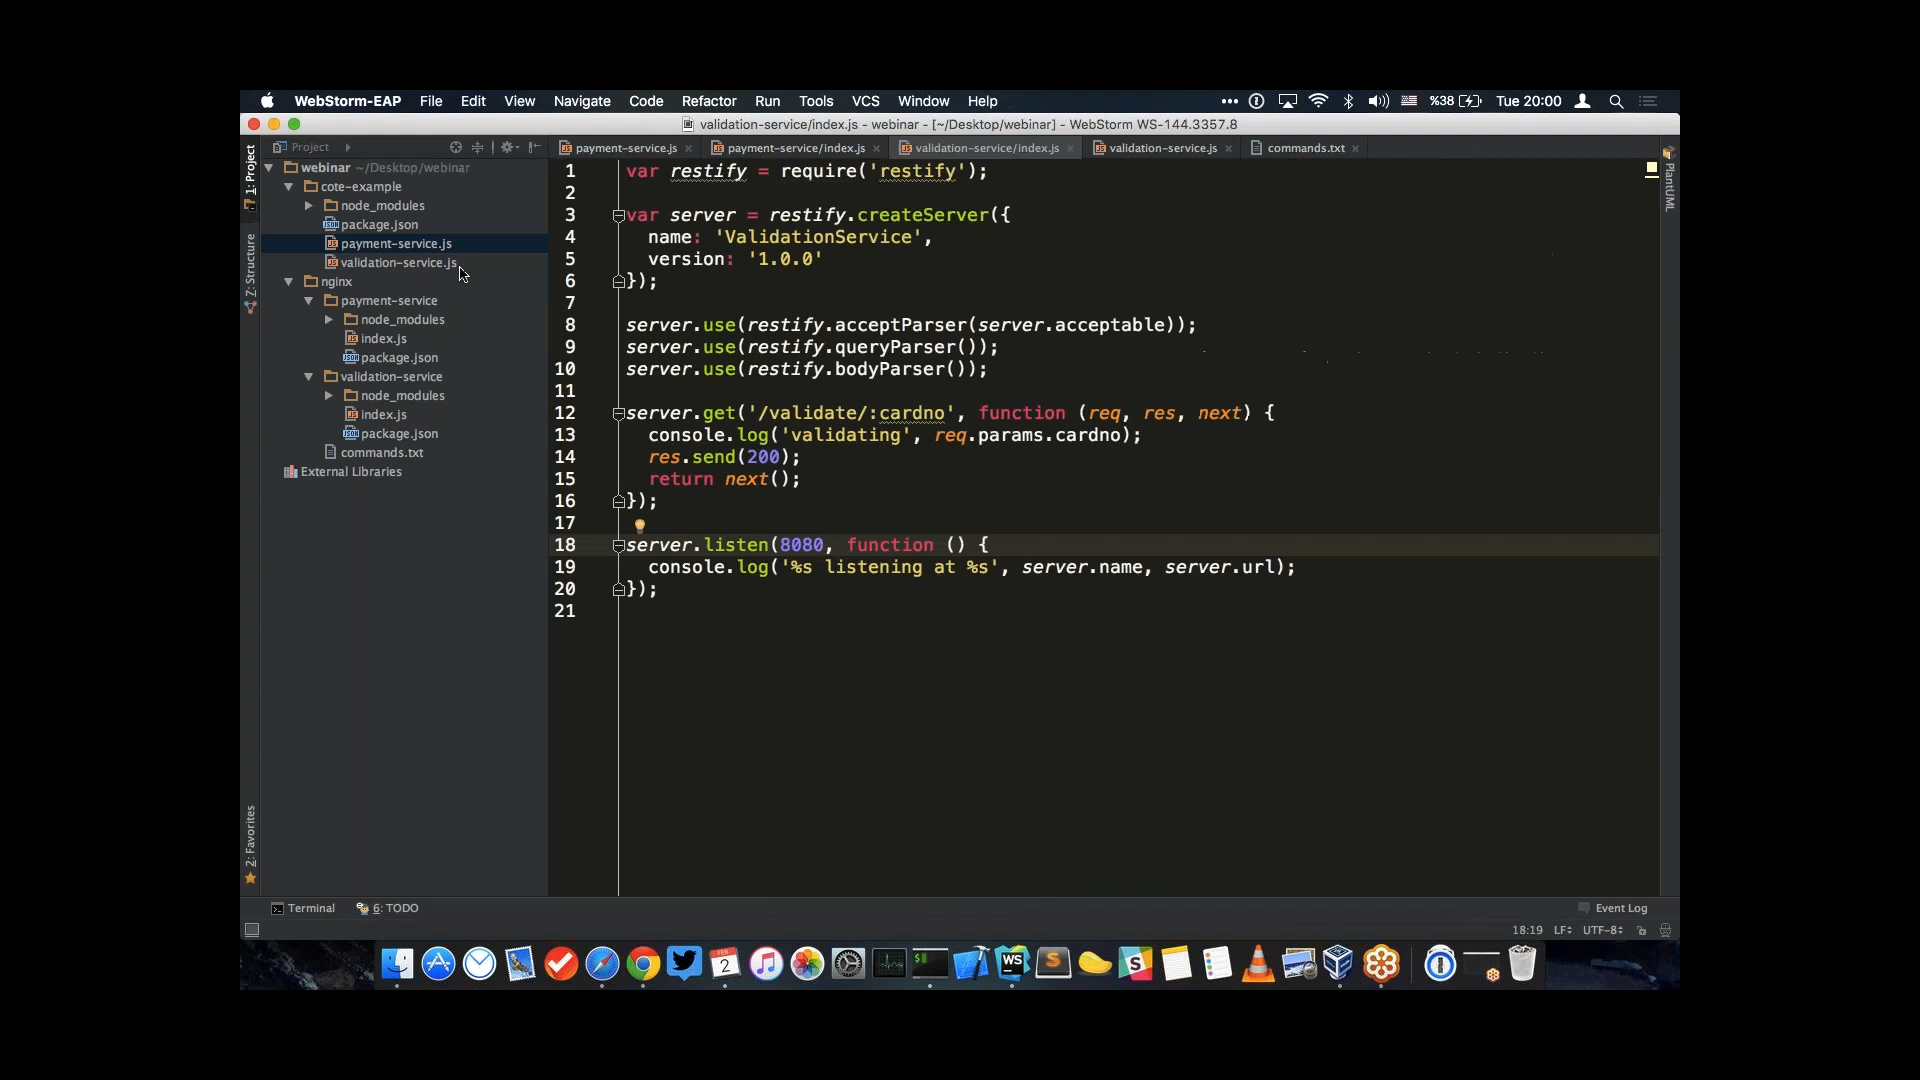 WebStorm-EAP File Edit View Navigate Code Refactor Run Tools VCS Window Help %38 Tue 20:00
validation-service/index.js - webinar - [~/Desktop/webinar] - WebStorm WS-144.3357.8
Project
payment-service.js payment-service/index.js validation-service/index.js validation-service.js commands.txt
1: Project
Z: Structure
2: Favorites
webinar ~/Desktop/webinar
cote-example
node_modules
package.json
payment-service.js
validation-service.js
nginx
payment-service
node_modules
index.js
package.json
validation-service
node_modules
index.js
package.json
commands.txt
External Libraries
1 var restify = require('restify');
2
3 var server = restify.createServer({
4 name: 'ValidationService',
5 version: '1.0.0'
6 });
7
8 server.use(restify.acceptParser(server.acceptable));
9 server.use(restify.queryParser());
10 server.use(restify.bodyParser());
11
12 server.get('/validate/:cardno', function (req, res, next) {
13 console.log('validating', req.params.cardno);
14 res.send(200);
15 return next();
16 });
17
18 server.listen(8080, function () {
19 console.log('%s listening at %s', server.name, server.url);
20 });
21
PlantUML
Terminal 6: TODO Event Log
18:19 LF UTF-8
FEB
2
WS